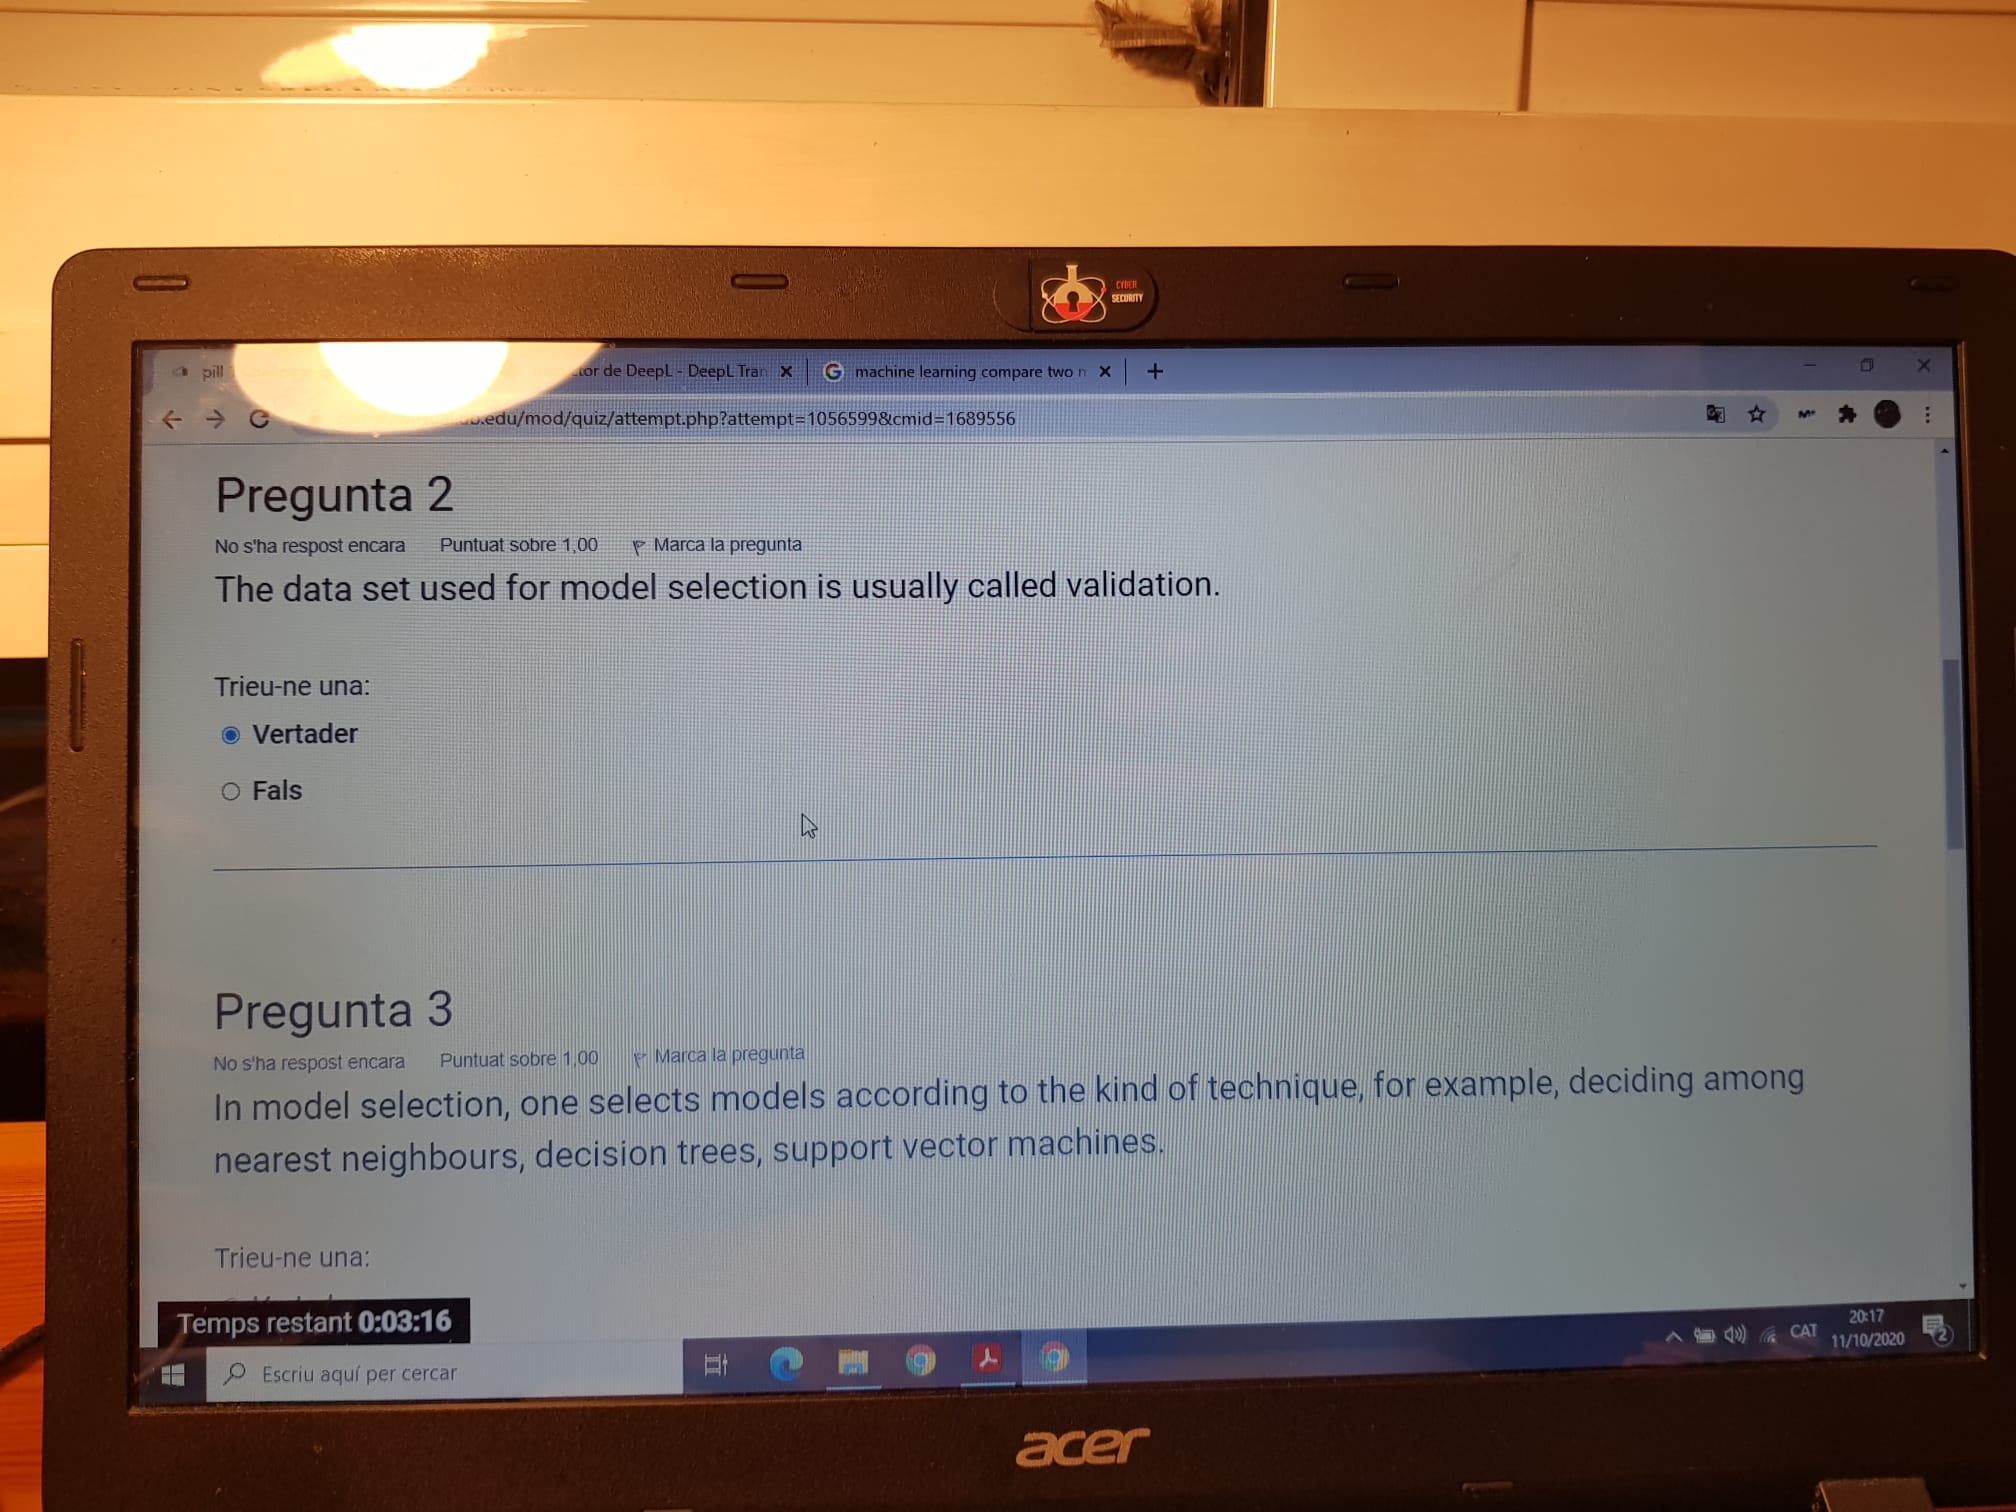 CYBER
SECURITY
pill
tor de DeepL - DeepL Tran
machine learning compare two
.edu/mod/quiz/attempt.php?attempt=1056599&cmid=1689556
Pregunta 2
No s'ha respost encara Puntuat sobre 1,00 Marca la pregunta
The data set used for model selection is usually called validation.
Trieu-ne una:
Vertader
Fals
Pregunta 3
No s'ha respost encara Puntuat sobre 1,00 Marca la pregunta
In model selection, one selects models according to the kind of technique, for example, deciding among
nearest neighbours, decision trees, support vector machines.
Trieu-ne una:
Temps restant 0:03:16
Escriu aquí per cercar
CAT
20:17
11/10/2020
2
acer